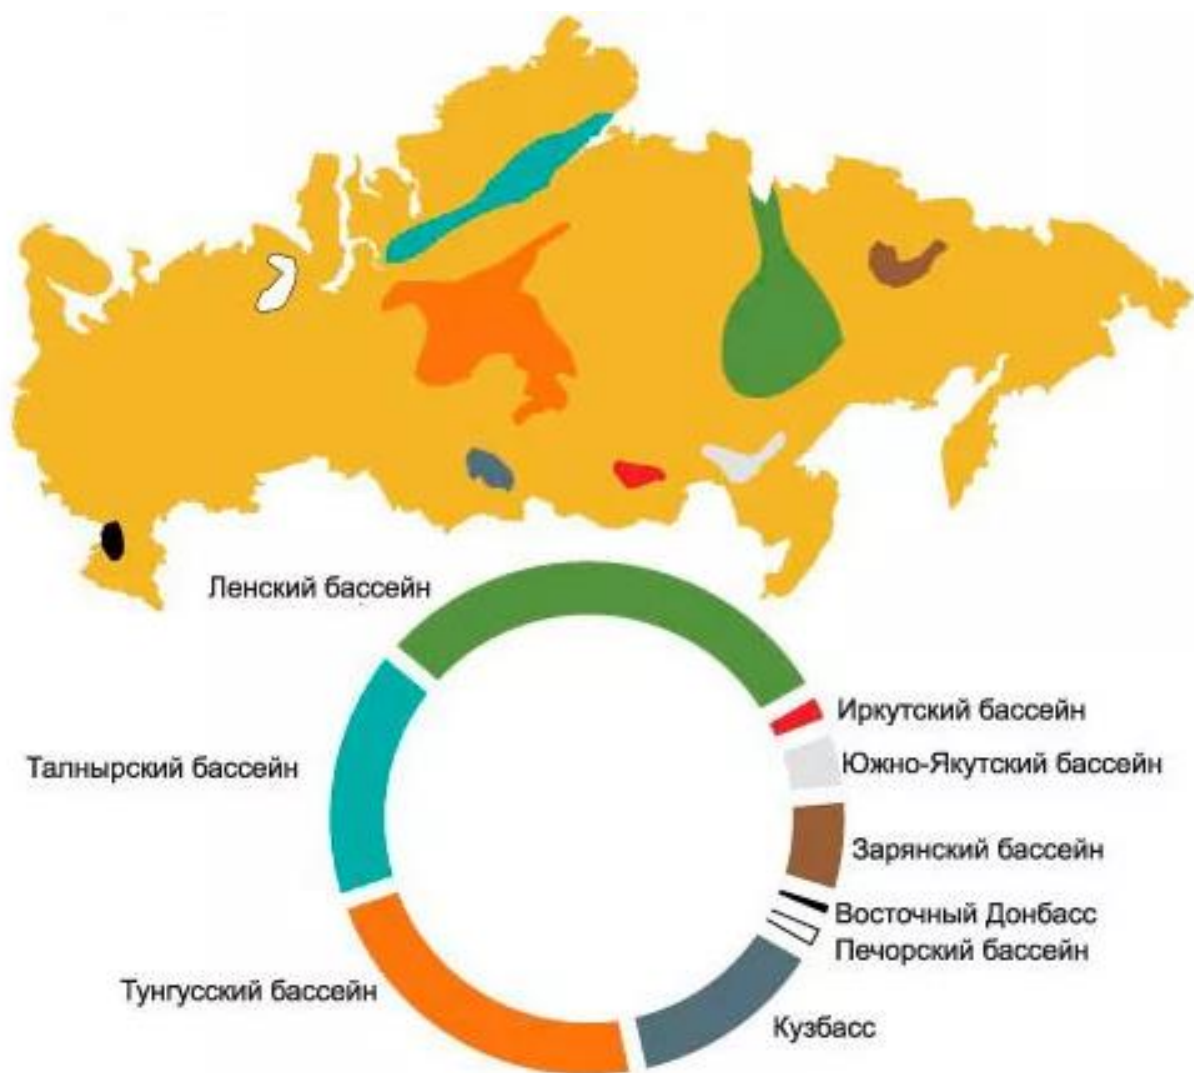 Ленский бассейн
Иркутский бассейн
Талнырский бассейн
Южно-Якутский бассейн
Зарянский бассейн
Восточный Донбасс
Печорский бассейн
Тунгусский бассейн
Кузбасс